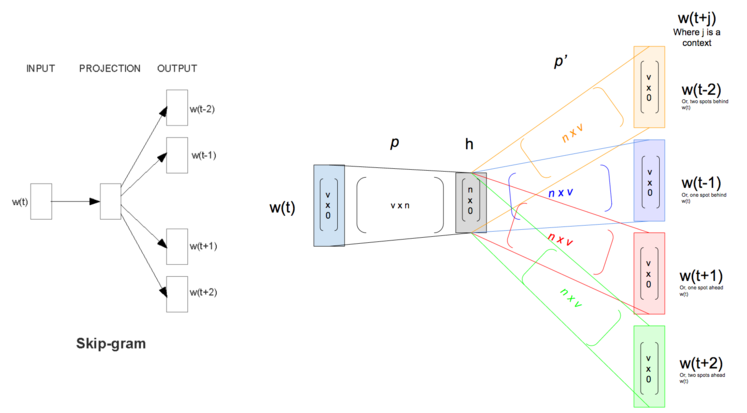 INPUT
PROJECTION
OUTPUT
w(t)
w(t-2)
w(t-1)
w(t+1)
w(t+2)
Skip-gram
w(t)
v
x
0
p
v x n
h
n
x
0
p'
n x v
n x v
n x v
n x v
w(t+j)
Where j is a
context
v
x
0
w(t-2)
Or, two spots behind
w(t)
v
x
0
w(t-1)
Or, one spot behind
w(t)
v
x
0
w(t+1)
Or, one spot ahead
w(t)
v
x
0
w(t+2)
Or, two spots ahead
w(t)